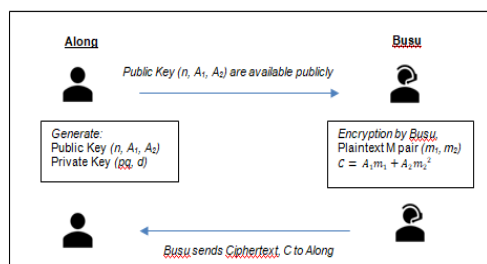 Along
Busu
Public Key (n, A₁, A₂) are available publicly
Generate:
Public Key (n, A₁, A₂)
Private Key (pq, d)
Encryption by Busu,
Plaintext M pair (m₁, m₂)
C = A₁m₁ + A₂m₂²
Busu sends Ciphertext, C to Along